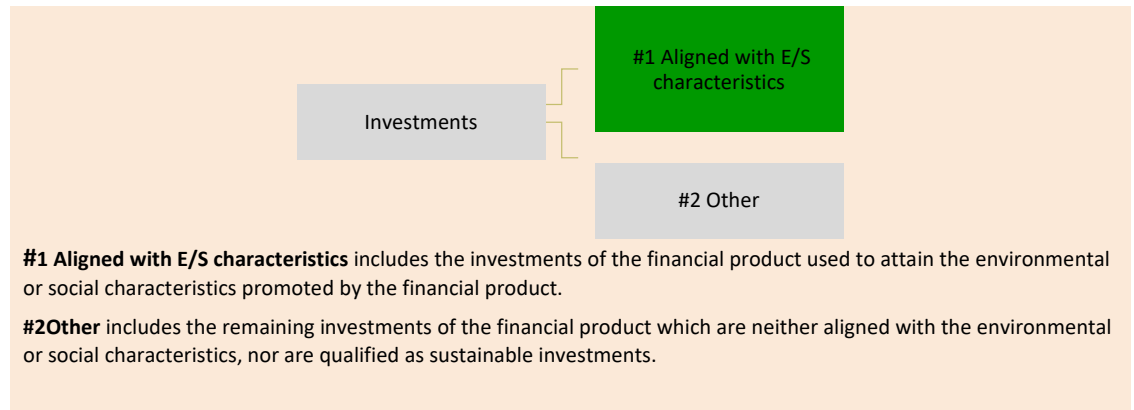 #1 Aligned with E/S
characteristics
Investments
#2 Other
#1 Aligned with E/S characteristics includes the investments of the financial product used to attain the environmental
or social characteristics promoted by the financial product.
#2Other includes the remaining investments of the financial product which are neither aligned with the environmental
or social characteristics, nor are qualified as sustainable investments.